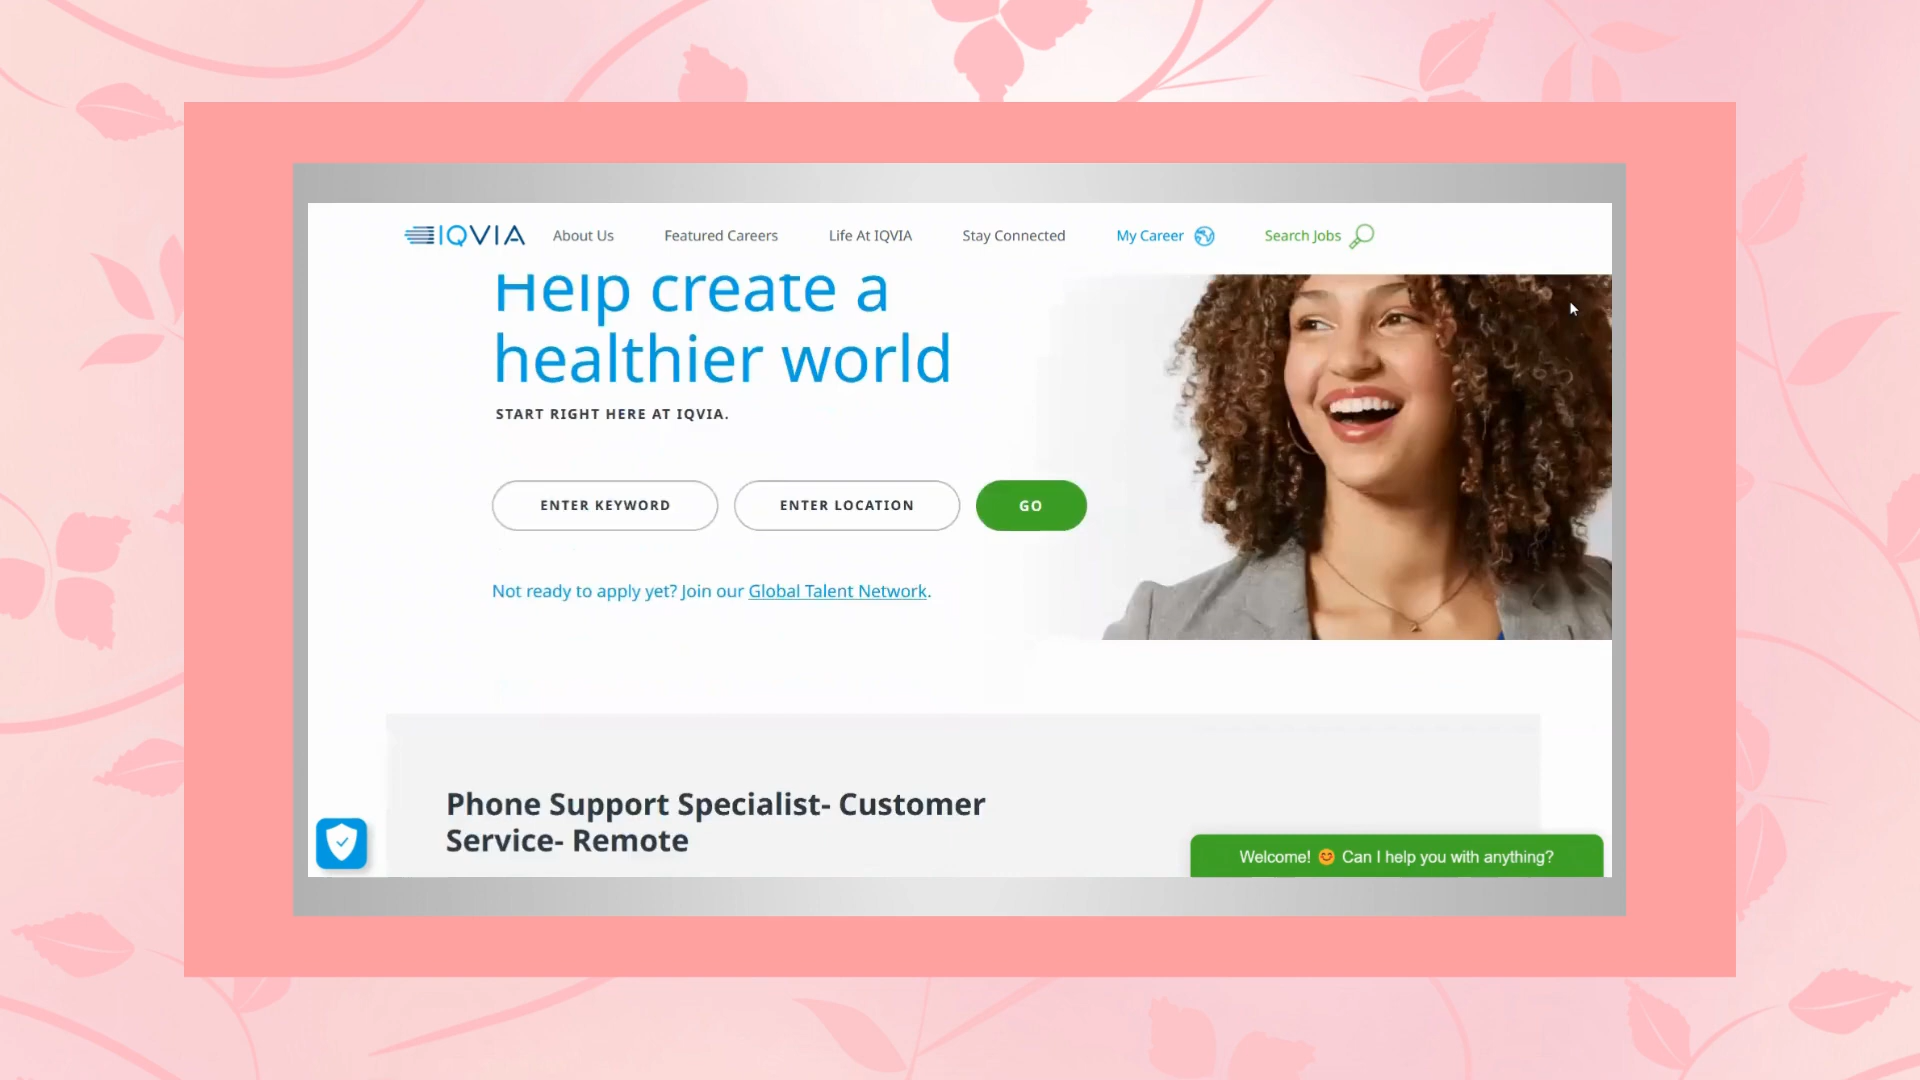 IQVIA About Us Featured Careers Life At IQVIA Stay Connected My Career Search Jobs
Help create a
healthier world
START RIGHT HERE AT IQVIA.
ENTER KEYWORD ENTER LOCATION GO
Not ready to apply yet? Join our Global Talent Network.
Phone Support Specialist- Customer
Service- Remote
Welcome! 😊 Can I help you with anything?